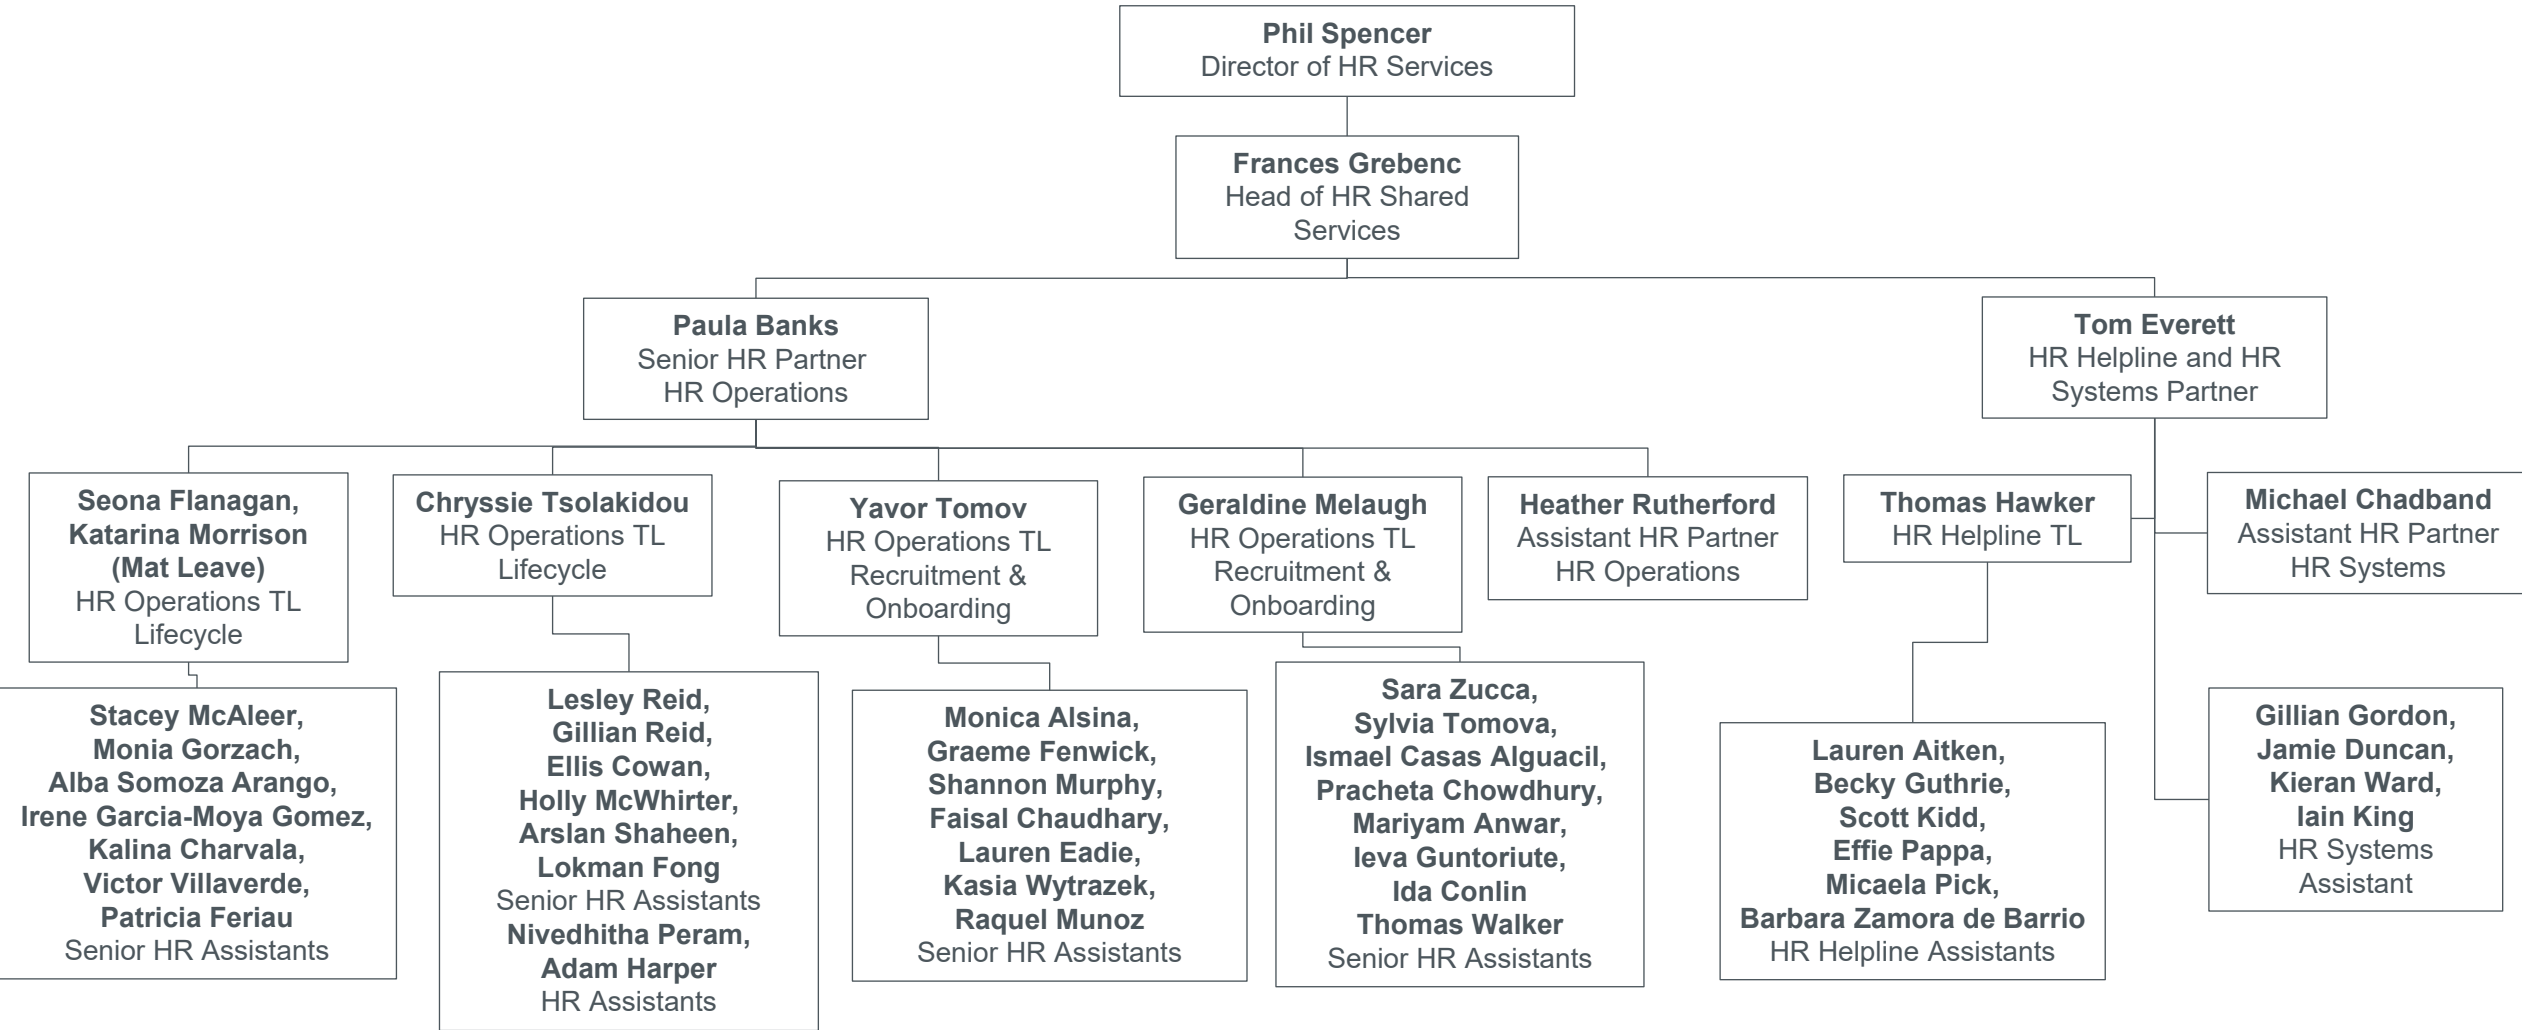 Phil Spencer
Director of HR Services
Frances Grebenc
Head of HR Shared
Services
Paula Banks
Senior HR Partner
HR Operations
Tom Everett
HR Helpline and HR
Systems Partner
Seona Flanagan,
Katarina Morrison
(Mat Leave)
HR Operations TL
Lifecycle
Chryssie Tsolakidou
HR Operations TL
Lifecycle
Yavor Tomov
HR Operations TL
Recruitment &
Onboarding
Geraldine Melaugh
HR Operations TL
Recruitment &
Onboarding
Heather Rutherford
Assistant HR Partner
HR Operations
Thomas Hawker
HR Helpline TL
Michael Chadband
Assistant HR Partner
HR Systems
Stacey McAleer,
Monia Gorzach,
Alba Somoza Arango,
Irene Garcia-Moya Gomez,
Kalina Charvala,
Victor Villaverde,
Patricia Feriau
Senior HR Assistants
Lesley Reid,
Gillian Reid,
Ellis Cowan,
Holly McWhirter,
Arslan Shaheen,
Lokman Fong
Senior HR Assistants
Nivedhitha Peram,
Adam Harper
HR Assistants
Monica Alsina,
Graeme Fenwick,
Shannon Murphy,
Faisal Chaudhary,
Lauren Eadie,
Kasia Wytrazek,
Raquel Munoz
Senior HR Assistants
Sara Zucca,
Sylvia Tomova,
Ismael Casas Alguacil,
Pracheta Chowdhury,
Mariyam Anwar,
Ieva Guntoriute,
Ida Conlin
Thomas Walker
Senior HR Assistants
Lauren Aitken,
Becky Guthrie,
Scott Kidd,
Effie Pappa,
Micaela Pick,
Barbara Zamora de Barrio
HR Helpline Assistants
Gillian Gordon,
Jamie Duncan,
Kieran Ward,
Iain King
HR Systems
Assistant